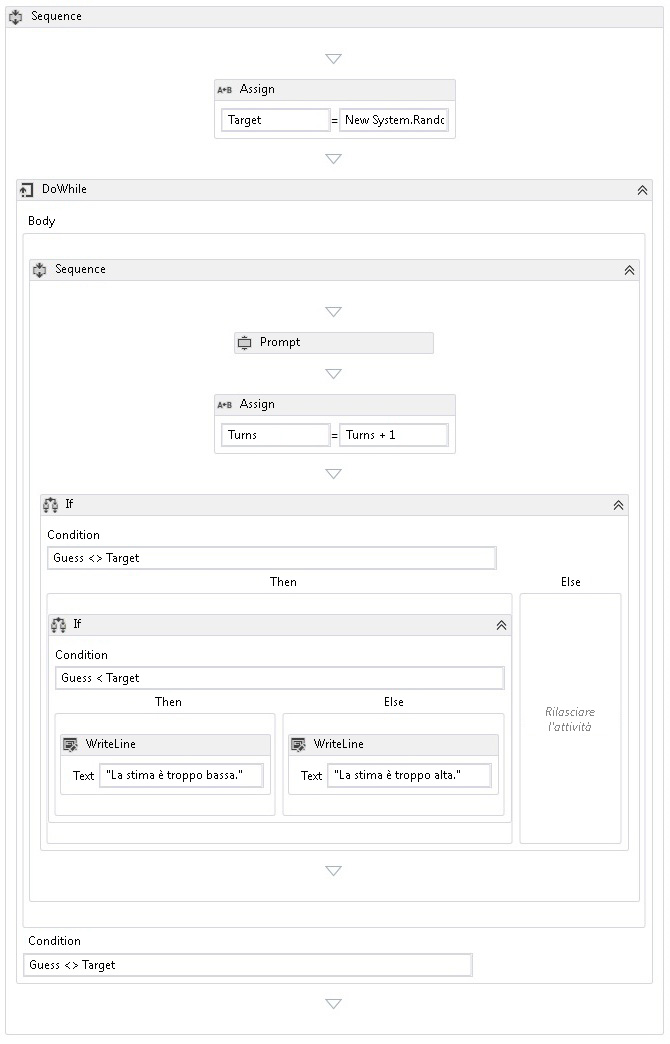 Sequence
A+B Assign
Target = New System.Rando
DoWhile
Body
Sequence
Prompt
A+B Assign
Turns = Turns + 1
If
Condition
Guess <> Target
Then Else
If
Condition
Guess < Target
Then Else
WriteLine WriteLine
Text "La stima è troppo bassa." Text "La stima è troppo alta."
Rilasciare
l'attività
Condition
Guess <> Target